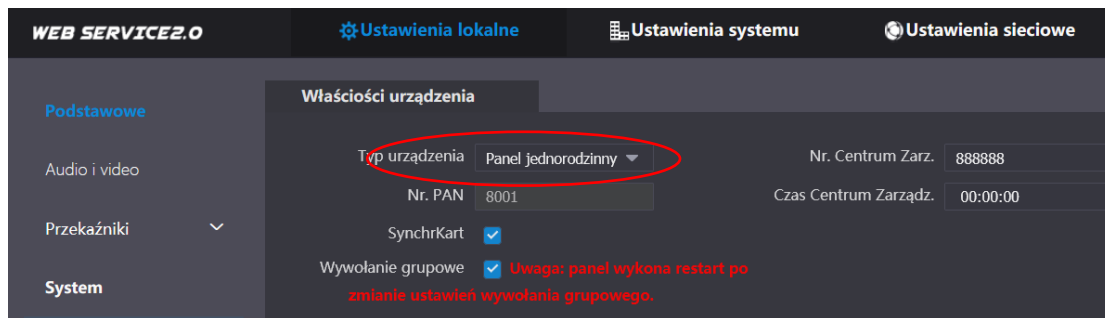 WEB SERVICE2.0 Ustawienia lokalne Ustawienia systemu Ustawienia sieciowe
Właściości urządzenia
Podstawowe
Typ urządzenia Panel jednorodzinny Nr. Centrum Zarz. 888888
Audio i video
Nr. PAN 8001 Czas Centrum Zarządz. 00:00:00
Przekaźniki
SynchrKart
Wywołanie grupowe Uwaga: panel wykona restart po
zmianie ustawień wywołania grupowego.
System